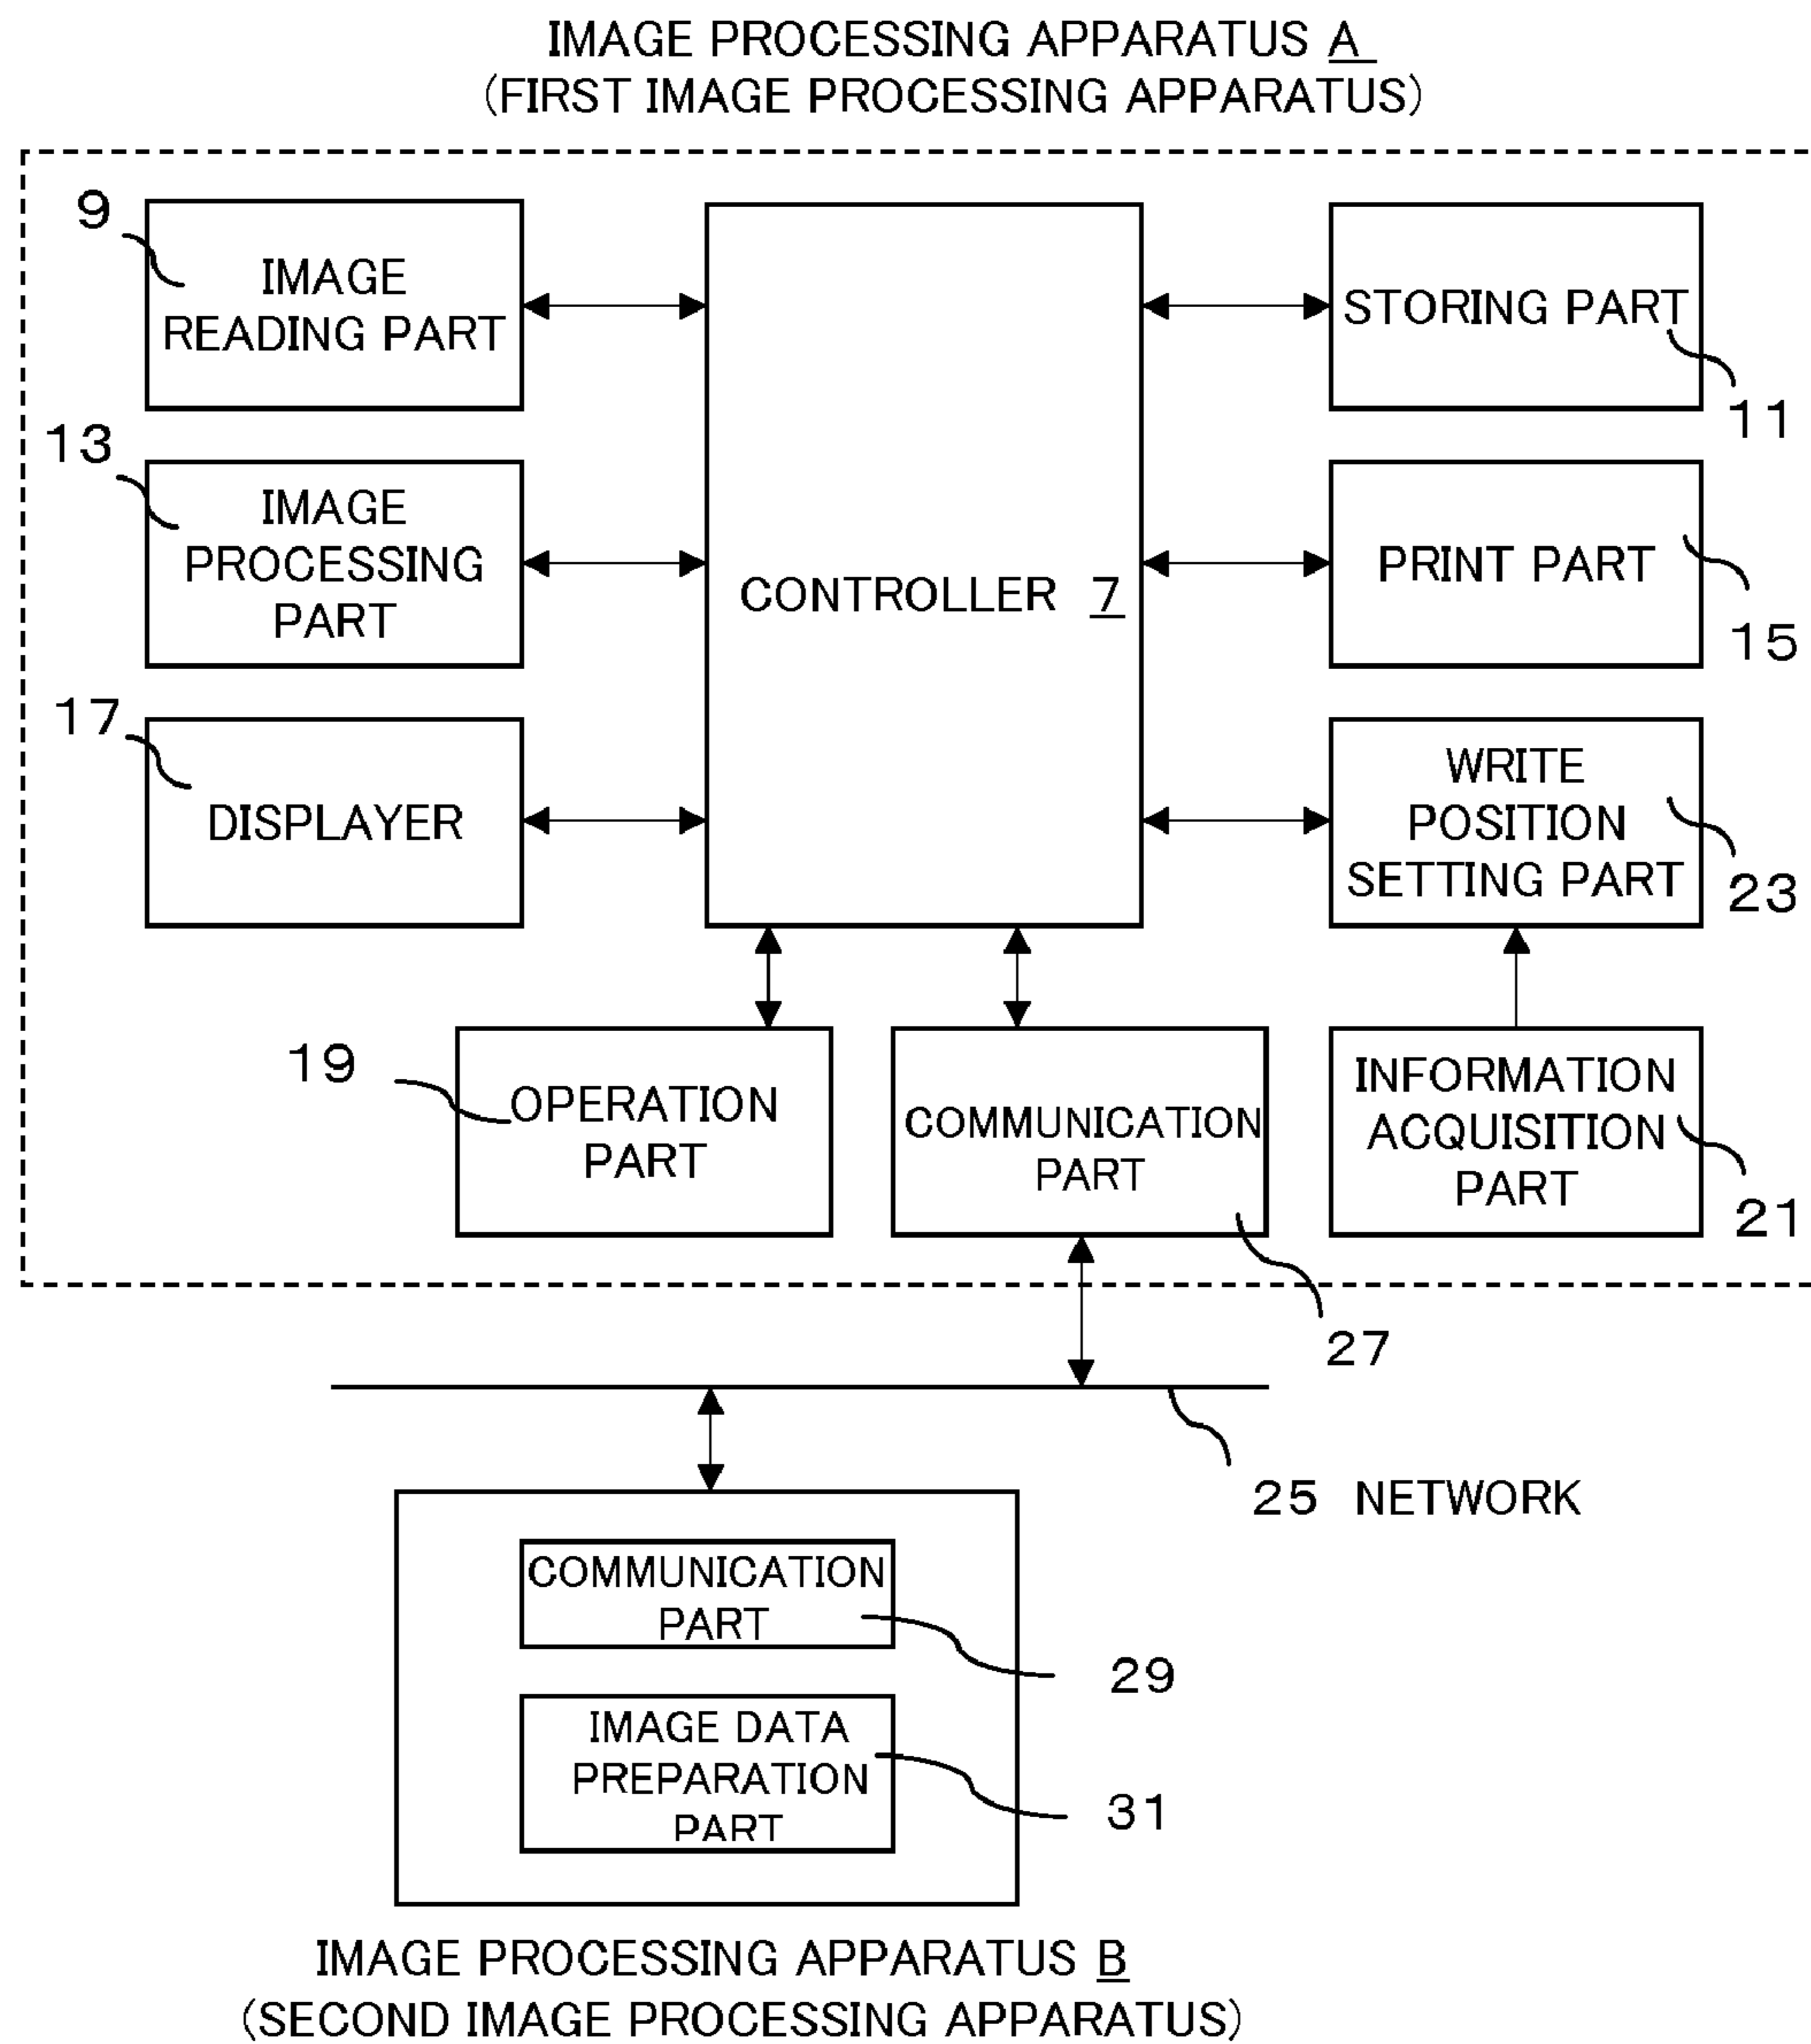 IMAGE PROCESSING APPARATUS A
(FIRST IMAGE PROCESSING APPARATUS)
9
IMAGE
READING PART
STORING PART
11
13
IMAGE
PROCESSING
PART
CONTROLLER 7
PRINT PART
15
17
DISPLAYER
WRITE
POSITION
SETTING PART
23
19
OPERATION
PART
COMMUNICATION
PART
27
INFORMATION
ACQUISITION
PART
21
25 NETWORK
COMMUNICATION
PART
29
IMAGE DATA
PREPARATION
PART
31
IMAGE PROCESSING APPARATUS B
(SECOND IMAGE PROCESSING APPARATUS)